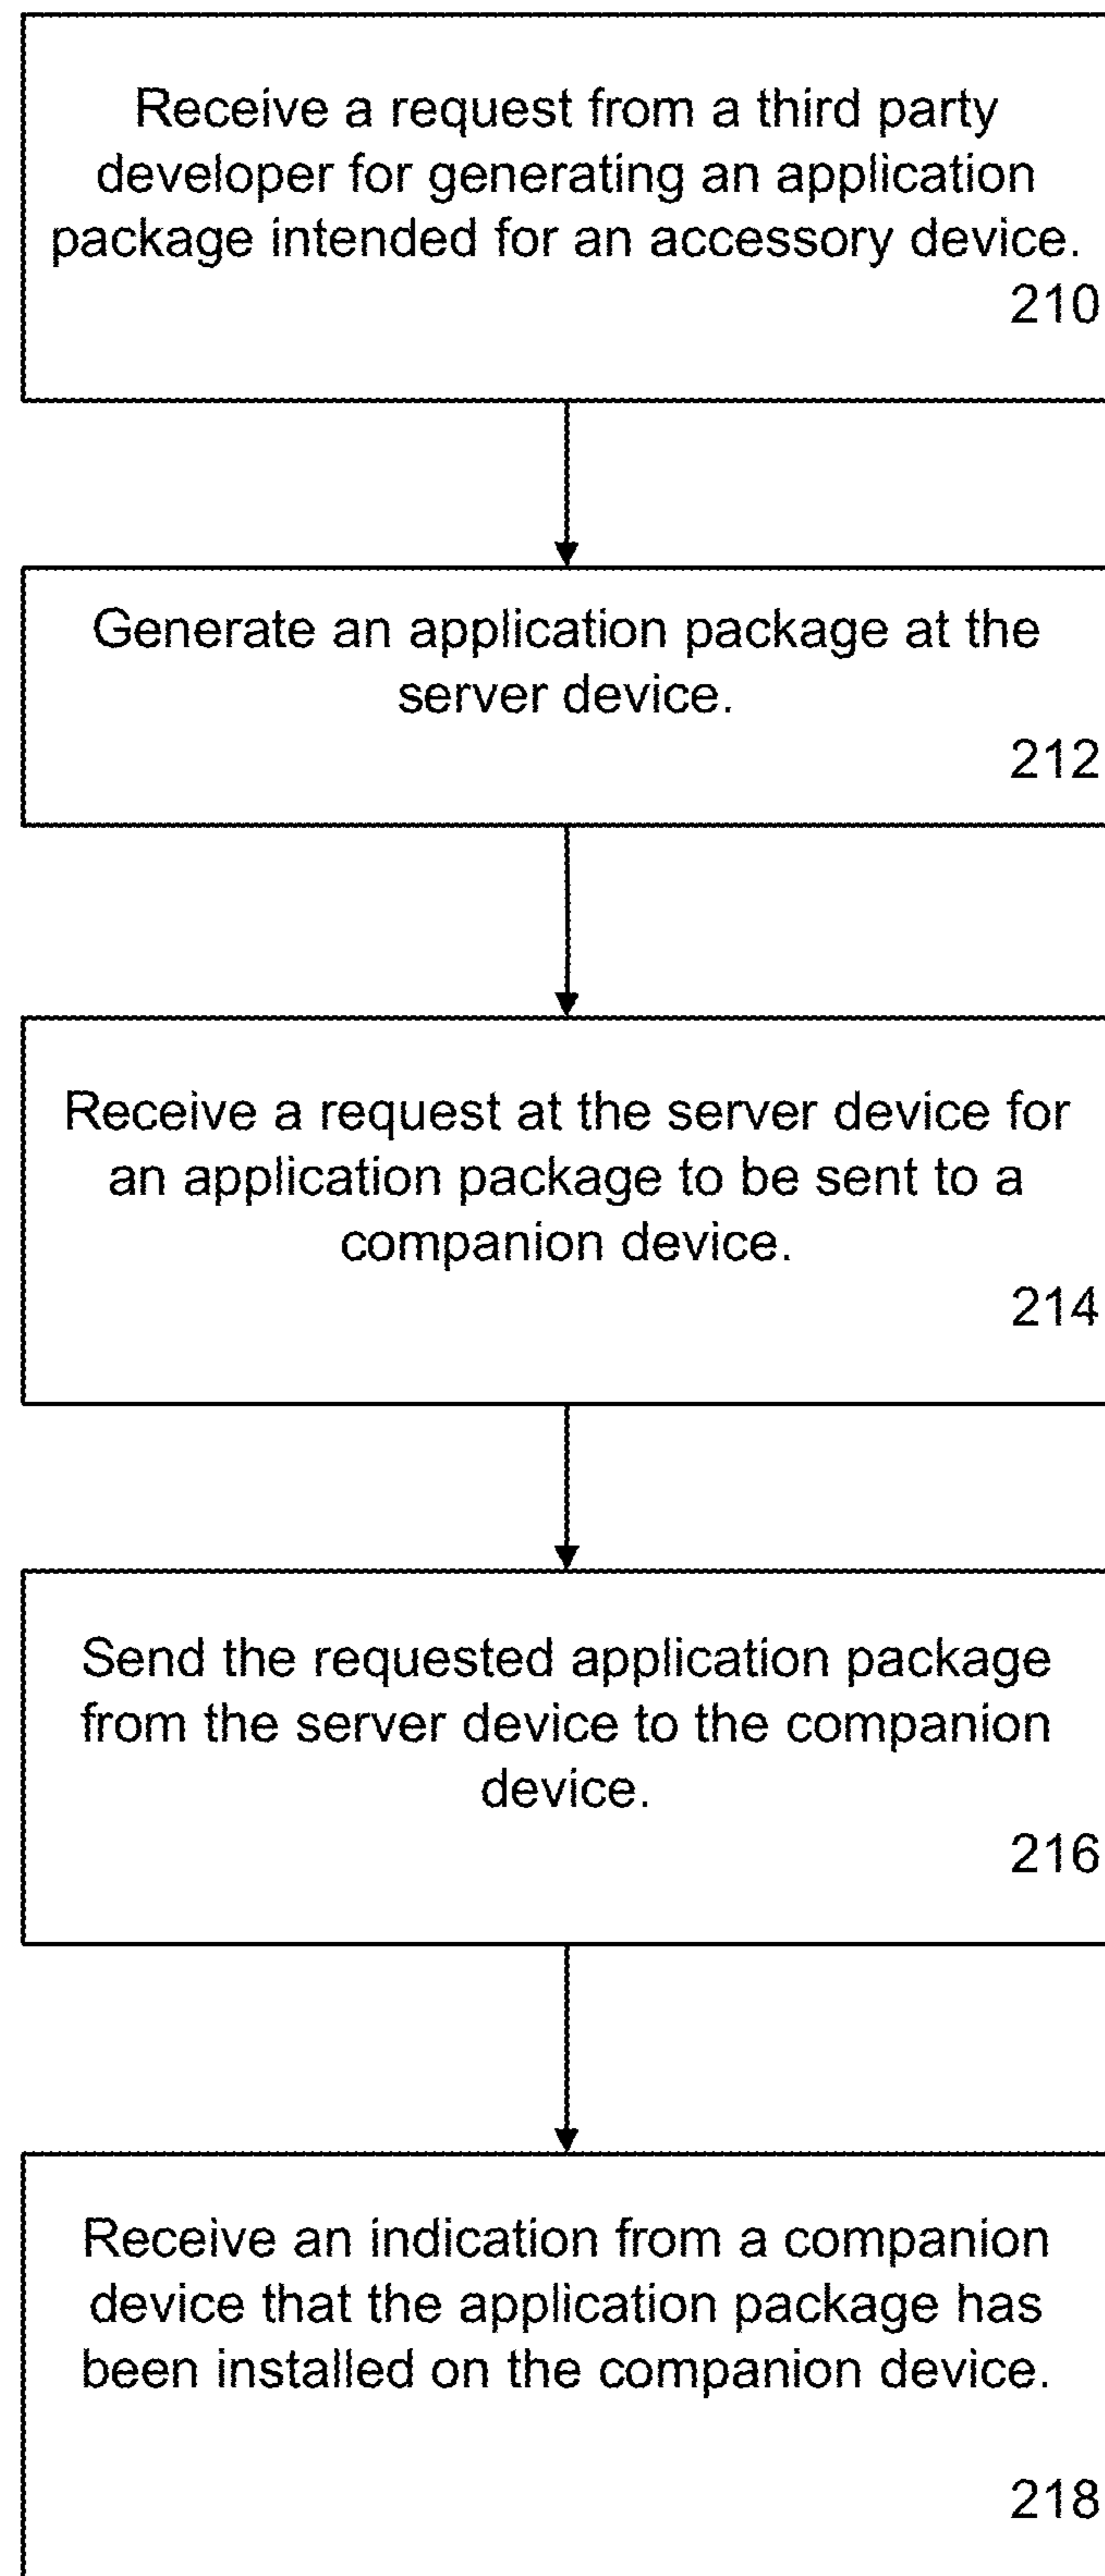 Receive a request from a third party
developer for generating an application
package intended for an accessory device.
210
Generate an application package at the
server device.
212
Receive a request at the server device for
an application package to be sent to a
companion device.
214
Send the requested application package
from the server device to the companion
device.
216
Receive an indication from a companion
device that the application package has
been installed on the companion device.
218